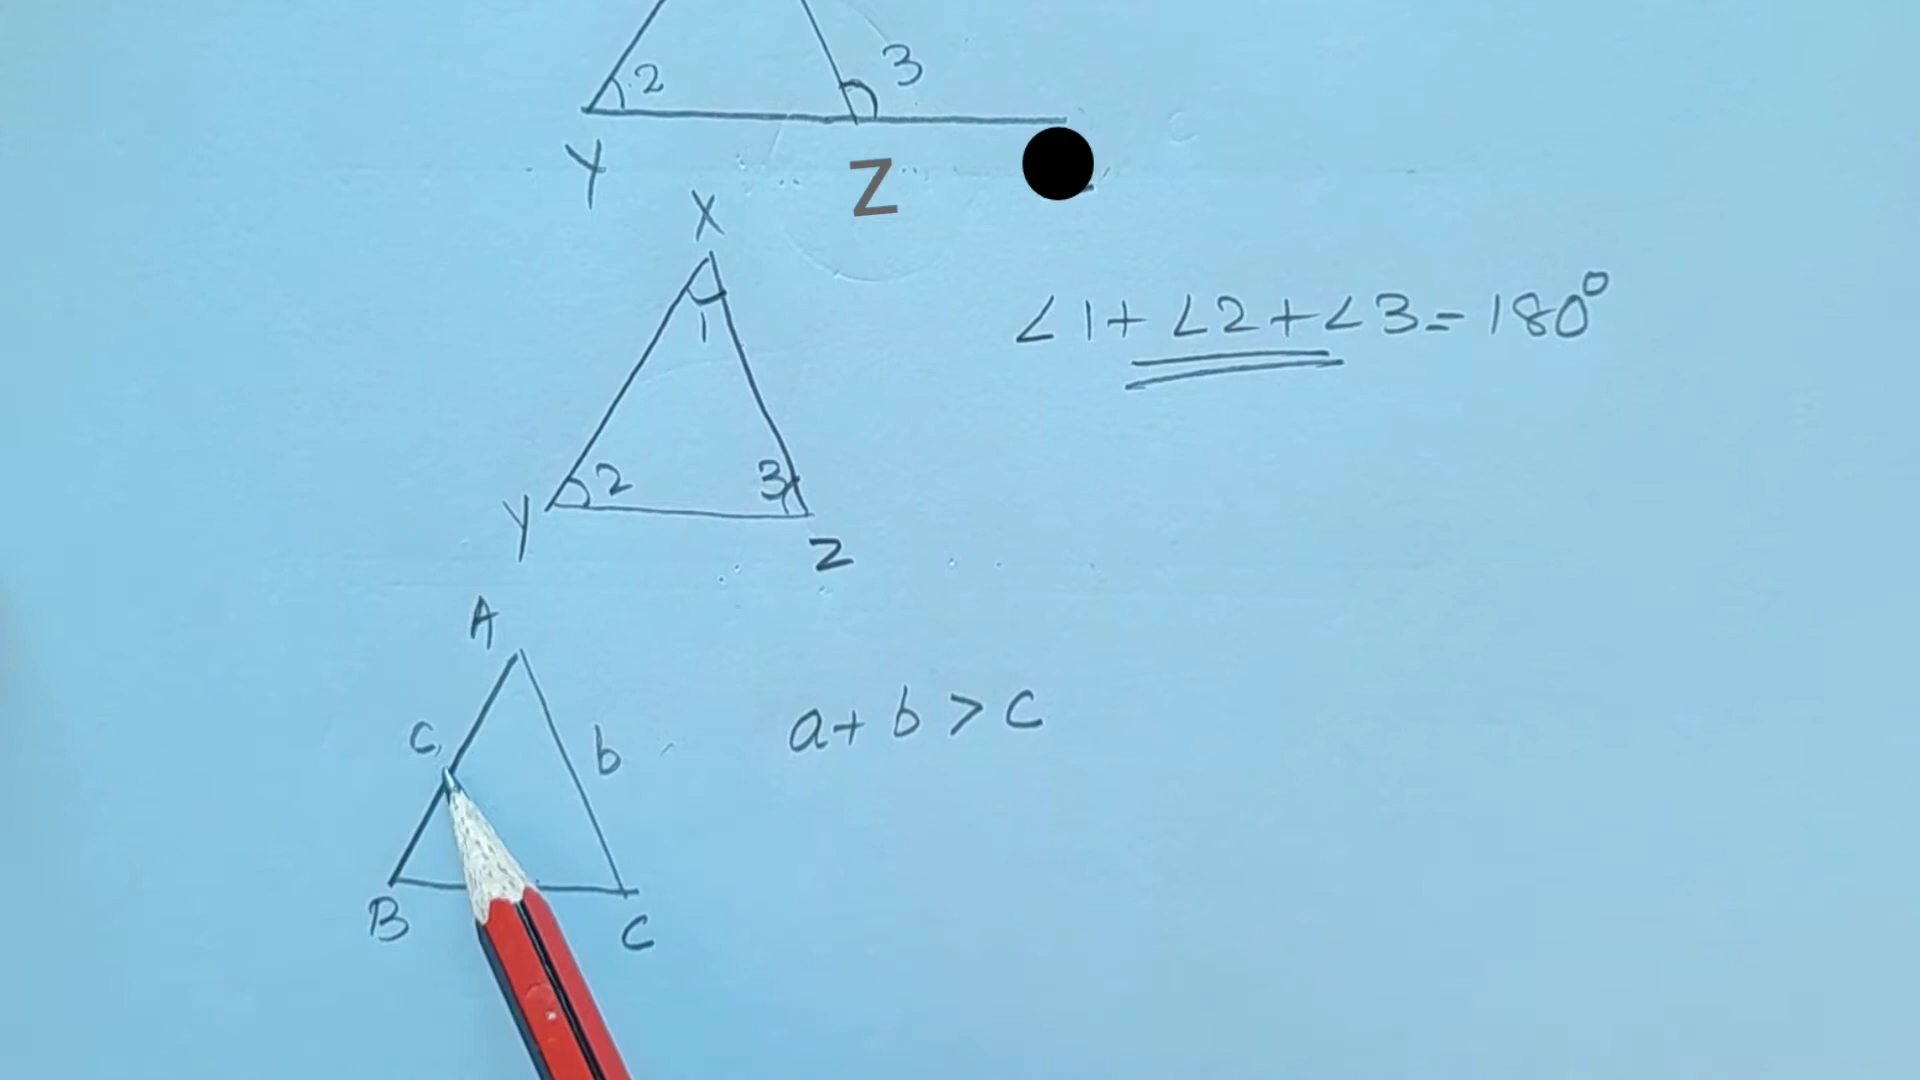 2 3
Y Z
X
1
∠1+ ∠2+∠3=180°
2 3
Y Z
A
c b
a+b>c
B C